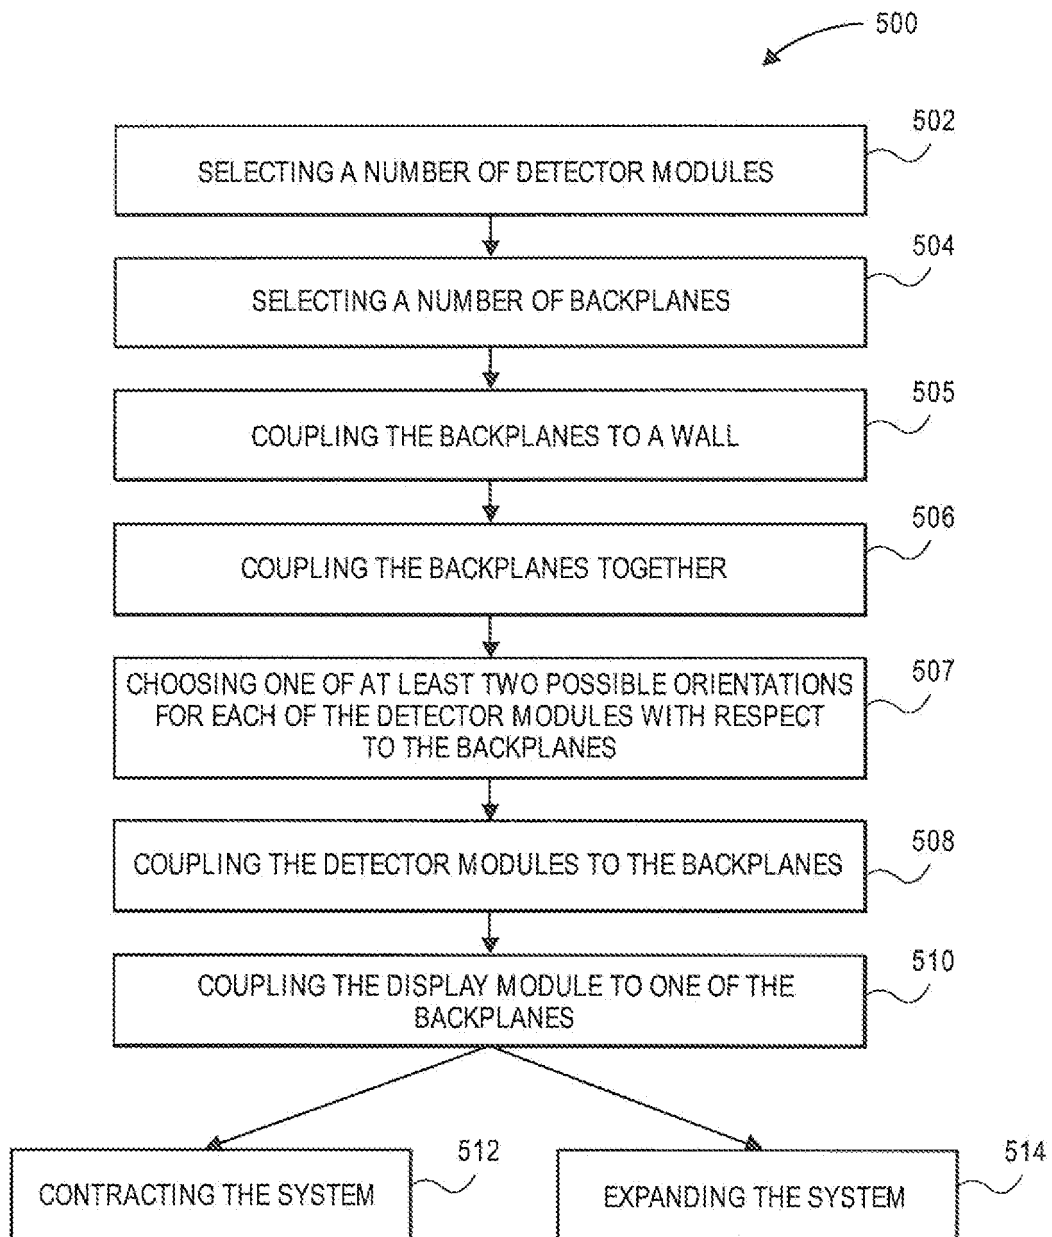 500
502
SELECTING A NUMBER OF DETECTOR MODULES
504
SELECTING A NUMBER OF BACKPLANES
505
COUPLING THE BACKPLANES TO A WALL
506
COUPLING THE BACKPLANES TOGETHER
507
CHOOSING ONE OF AT LEAST TWO POSSIBLE ORIENTATIONS
FOR EACH OF THE DETECTOR MODULES WITH RESPECT
TO THE BACKPLANES
508
COUPLING THE DETECTOR MODULES TO THE BACKPLANES
510
COUPLING THE DISPLAY MODULE TO ONE OF THE
BACKPLANES
512
CONTRACTING THE SYSTEM
514
EXPANDING THE SYSTEM